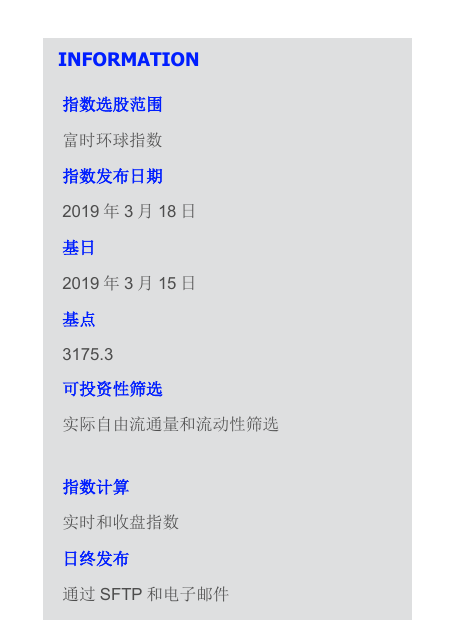 INFORMATION
指数选股范围
富时环球指数
指数发布日期
2019 年 3 月 18 日
基日
2019 年 3 月 15 日
基点
3175.3
可投资性筛选
实际自由流通量和流动性筛选
指数计算
实时和收盘指数
日终发布
通过 SFTP 和电子邮件